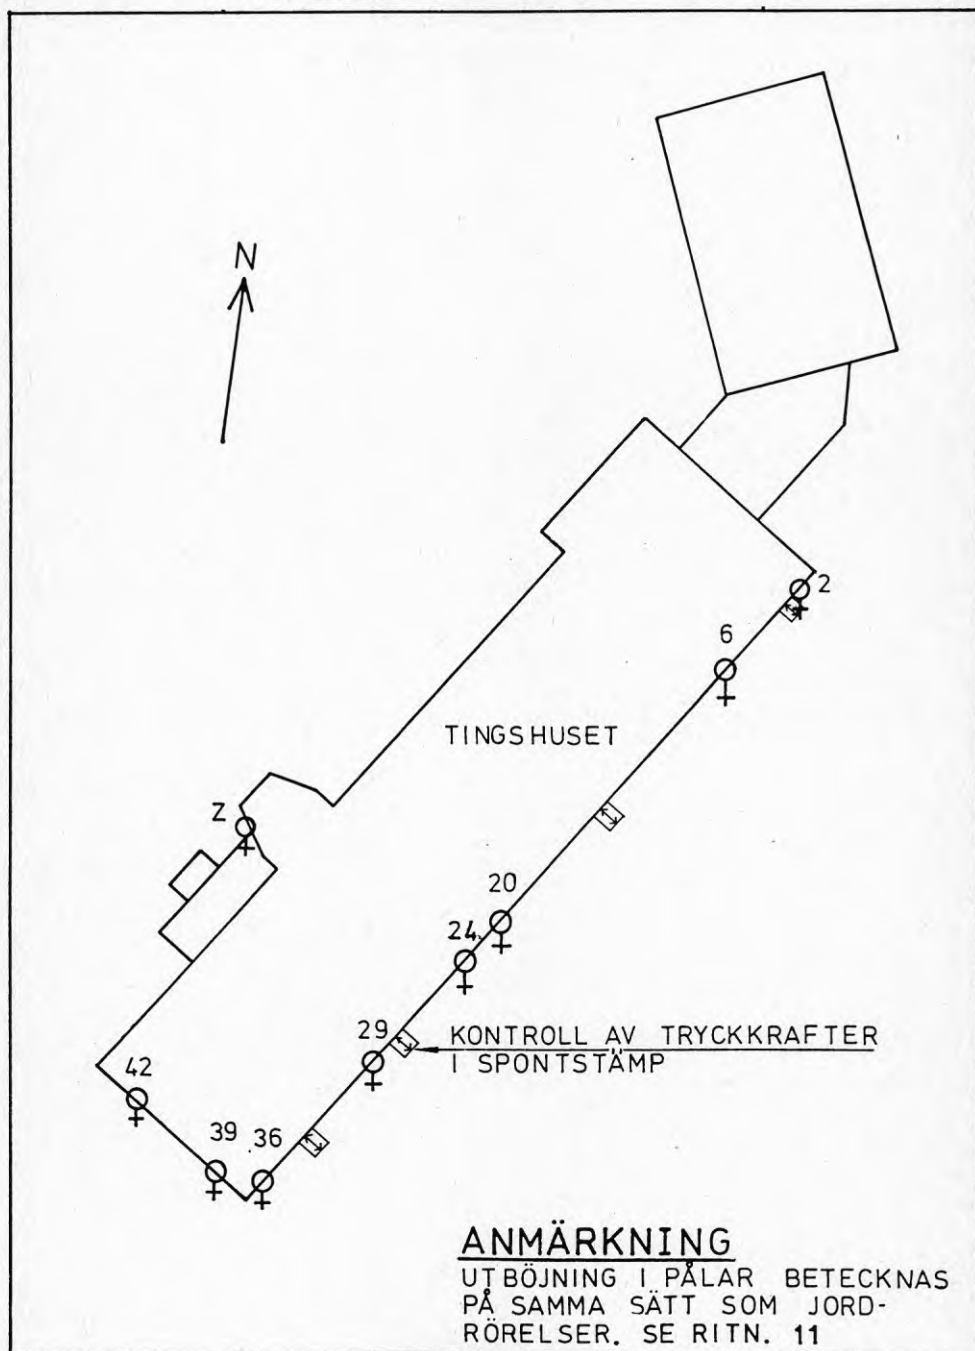 N
2
6
TINGSHUSET
Z
20
24
29
KONTROLL AV TRYCKKRAFTER
I SPONTSTÄMP
42
39 36
ANMÄRKNING
UTBÖJNING I PÅLAR BETECKNAS
PÅ SAMMA SÄTT SOM JORD-
RÖRELSER. SE RITN. 11